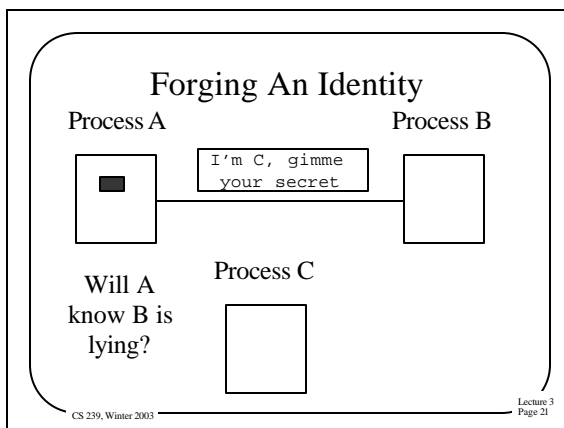 Forging An Identity
Process A
Process B
I'm C, gimme
your secret
Will A
know B is
lying?
Process C
CS 239, Winter 2003
Lecture 3
Page 21